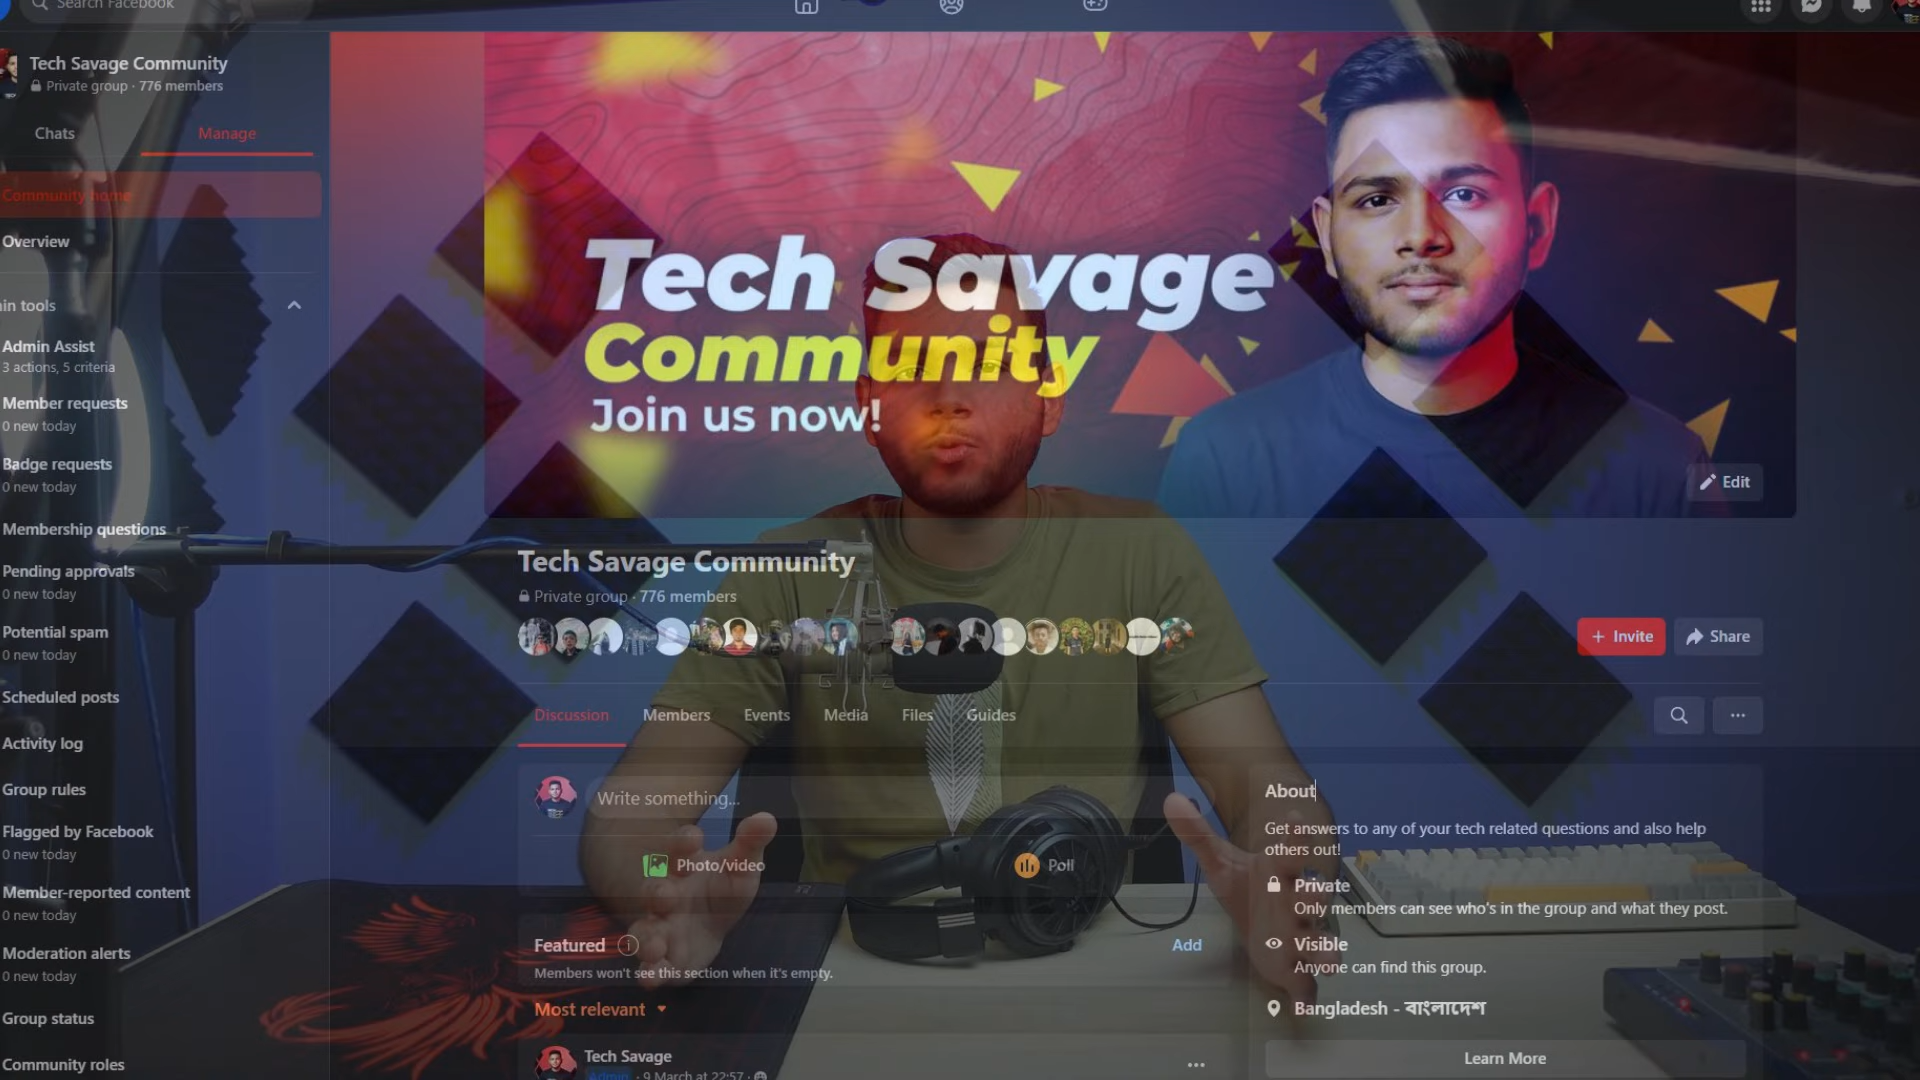 Search Facebook
Tech Savage Community
Private group · 776 members
Chats
Manage
Community home
Overview
in tools
Admin Assist
3 actions, 5 criteria
Member requests
0 new today
Badge requests
0 new today
Membership questions
Pending approvals
0 new today
Potential spam
0 new today
Scheduled posts
Activity log
Group rules
Flagged by Facebook
0 new today
Member-reported content
0 new today
Moderation alerts
0 new today
Group status
Community roles
Tech Savage
Community
Join us now!
Edit
Tech Savage Community
Private group · 776 members
Invite
Share
Discussion
Members
Events
Media
Files
Guides
Write something...
Photo/video
Poll
Featured
Add
Members won't see this section when it's empty.
Most relevant
Tech Savage
Admin · 9 March at 22:57 ·
About
Get answers to any of your tech related questions and also help
others out!
Private
Only members can see who's in the group and what they post.
Visible
Anyone can find this group.
Bangladesh - বাংলাদেশ
Learn More